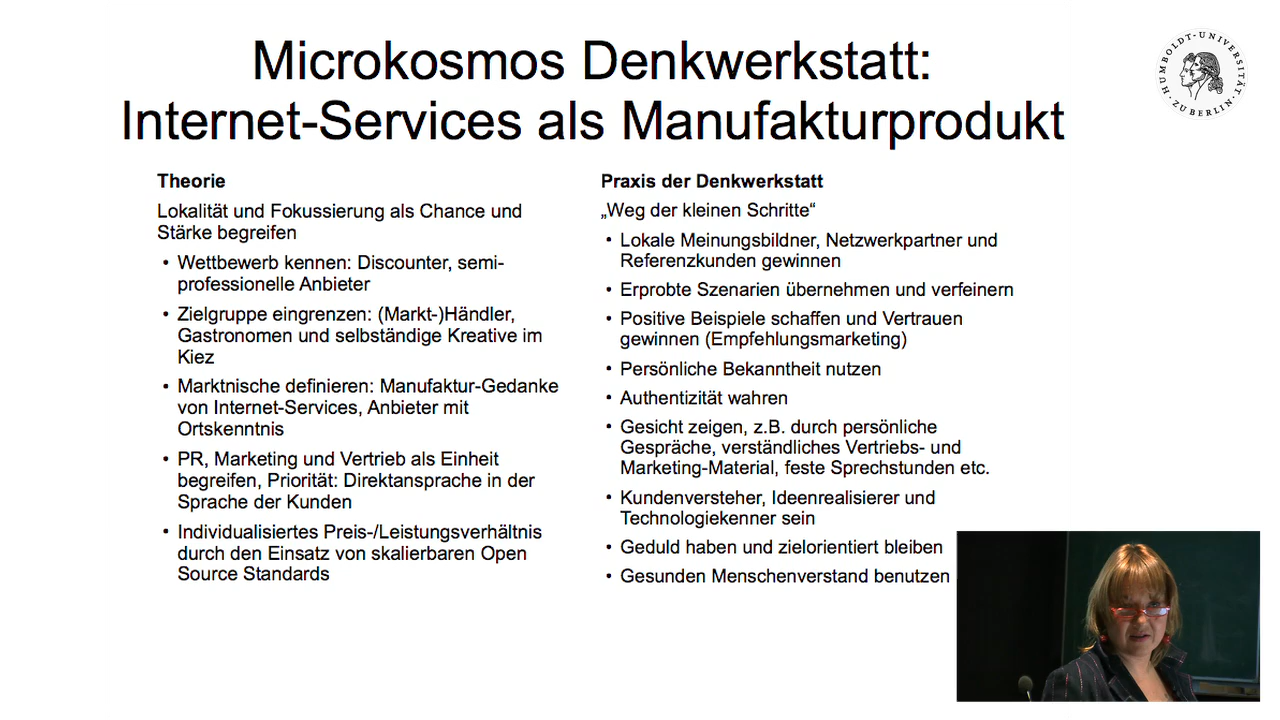 Microkosmos Denkwerkstatt:
Internet-Services als Manufakturprodukt
HUMBOLDT-UNIVERSITÄT
ZU BERLIN
Theorie
Lokalität und Fokussierung als Chance und
Stärke begreifen
• Wettbewerb kennen: Discounter, semi-
professionelle Anbieter
• Zielgruppe eingrenzen: (Markt-)Händler,
Gastronomen und selbständige Kreative im
Kiez
• Marktnische definieren: Manufaktur-Gedanke
von Internet-Services, Anbieter mit
Ortskenntnis
• PR, Marketing und Vertrieb als Einheit
begreifen, Priorität: Direktansprache in der
Sprache der Kunden
• Individualisiertes Preis-/Leistungsverhältnis
durch den Einsatz von skalierbaren Open
Source Standards
Praxis der Denkwerkstatt
„Weg der kleinen Schritte“
• Lokale Meinungsbildner, Netzwerkpartner und
Referenzkunden gewinnen
• Erprobte Szenarien übernehmen und verfeinern
• Positive Beispiele schaffen und Vertrauen
gewinnen (Empfehlungsmarketing)
• Persönliche Bekanntheit nutzen
• Authentizität wahren
• Gesicht zeigen, z.B. durch persönliche
Gespräche, verständliches Vertriebs- und
Marketing-Material, feste Sprechstunden etc.
• Kundenversteher, Ideenrealisierer und
Technologiekenner sein
• Geduld haben und zielorientiert bleiben
• Gesunden Menschenverstand benutzen